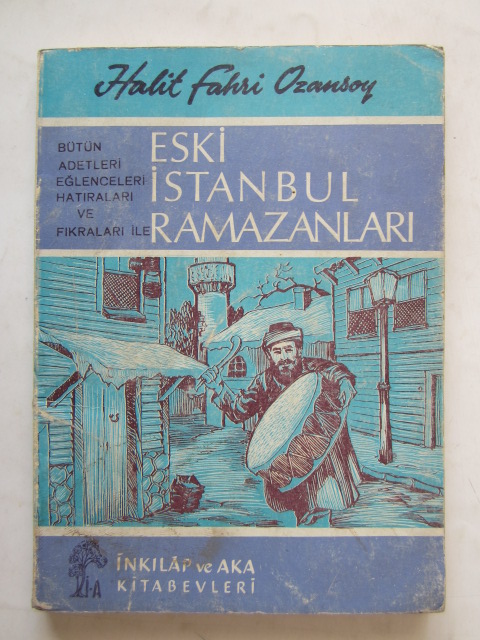 Halit Fahri Ozansoy
BÜTÜN
ADETLERİ
EĞLENCELERİ
HATIRALARI
VE
FIKRALARI İLE
ESKİ
İSTANBUL
RAMAZANLARI
İNKILÂP ve AKA
KİTABEVLERİ
İ-A